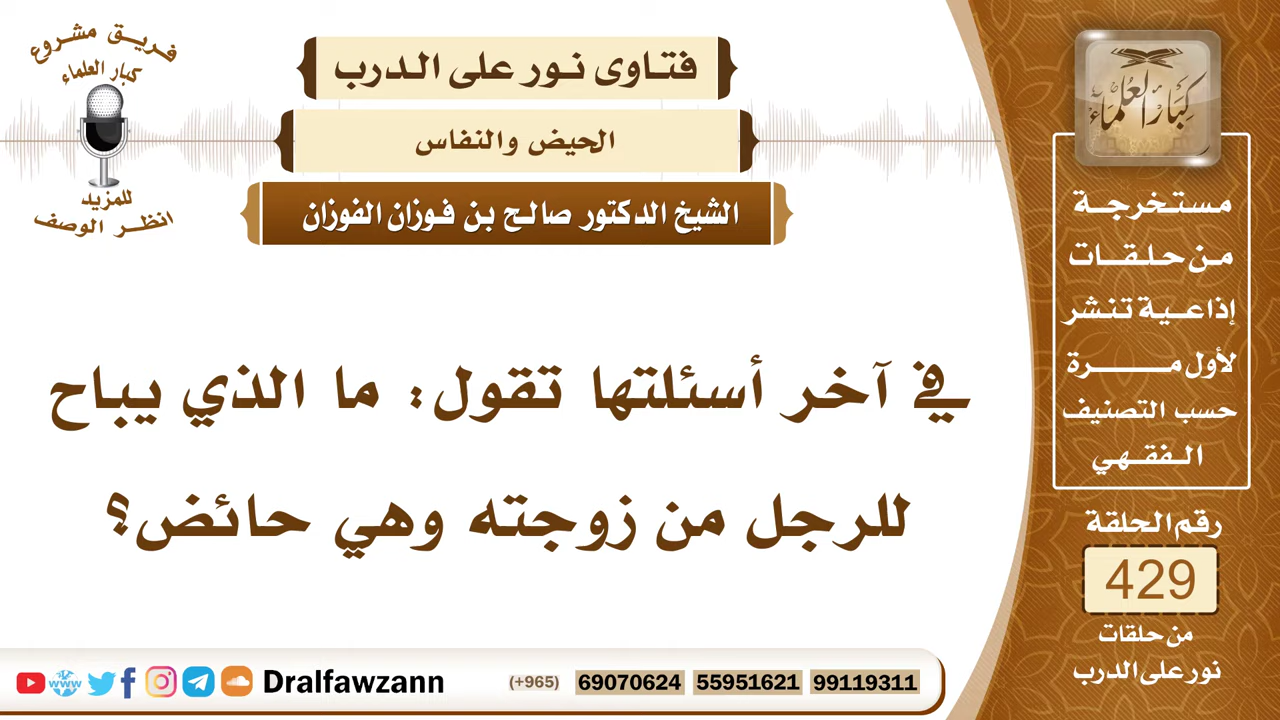 فريق مشروع
كبار العلماء
للمزيد
انظر الوصف
فتاوى نور على الدرب
الحيض والنفاس
الشيخ الدكتور صالح بن فوزان الفوزان
كبار العلماء
مستخرجة
من حلقات
إذاعية تنشر
لأول مرة
حسب التصنيف
الفقهي
رقم الحلقة
429
من حلقات
نور على الدرب
في آخر أسئلتها تقول: ما الذي يباح
للرجل من زوجته وهي حائض؟
www Dralfawzann (+965) 69070624 55951621 99119311